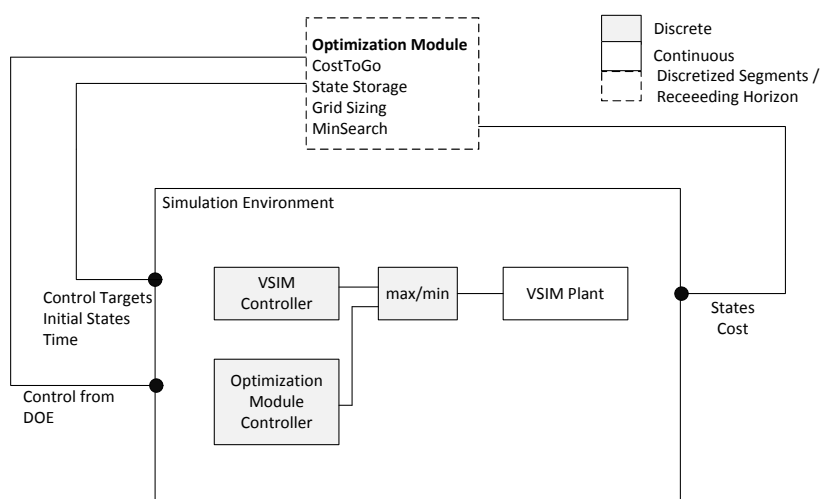 Optimization Module
CostToGo
State Storage
Grid Sizing
MinSearch
Discrete
Continuous
Discretized Segments /
Receeeding Horizon
Simulation Environment
VSIM
Controller
max/min
VSIM Plant
Optimization
Module
Controller
Control Targets
Initial States
Time
Control from
DOE
States
Cost